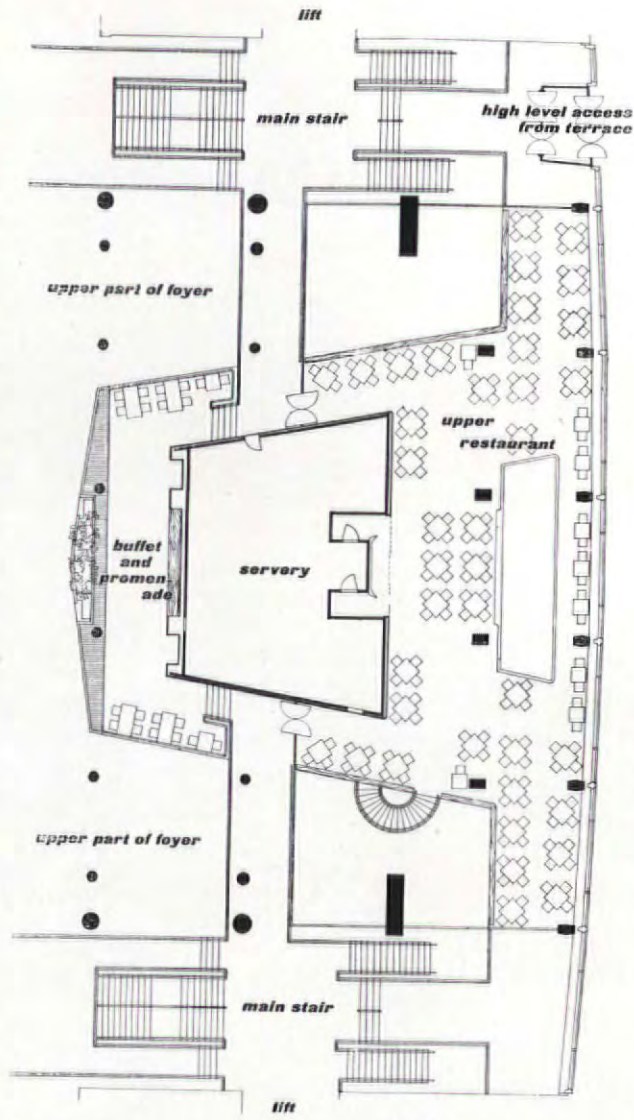 lift
main stair
high level access
from terrace
upper part of foyer
upper
restaurant
buffet
and
promen
ade
servery
upper part of foyer
main stair
lift